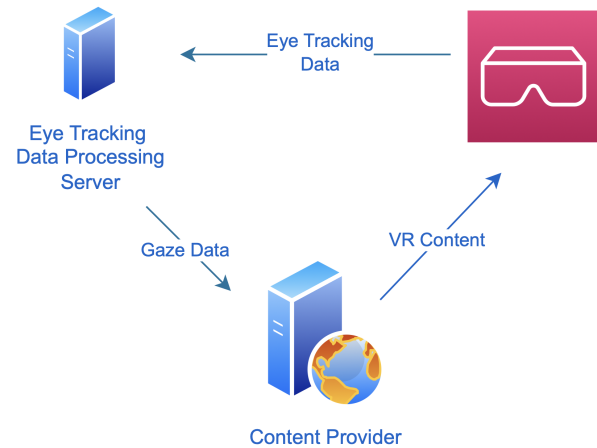 Eye Tracking
Data
Eye Tracking
Data Processing
Server
Gaze Data
VR Content
Content Provider